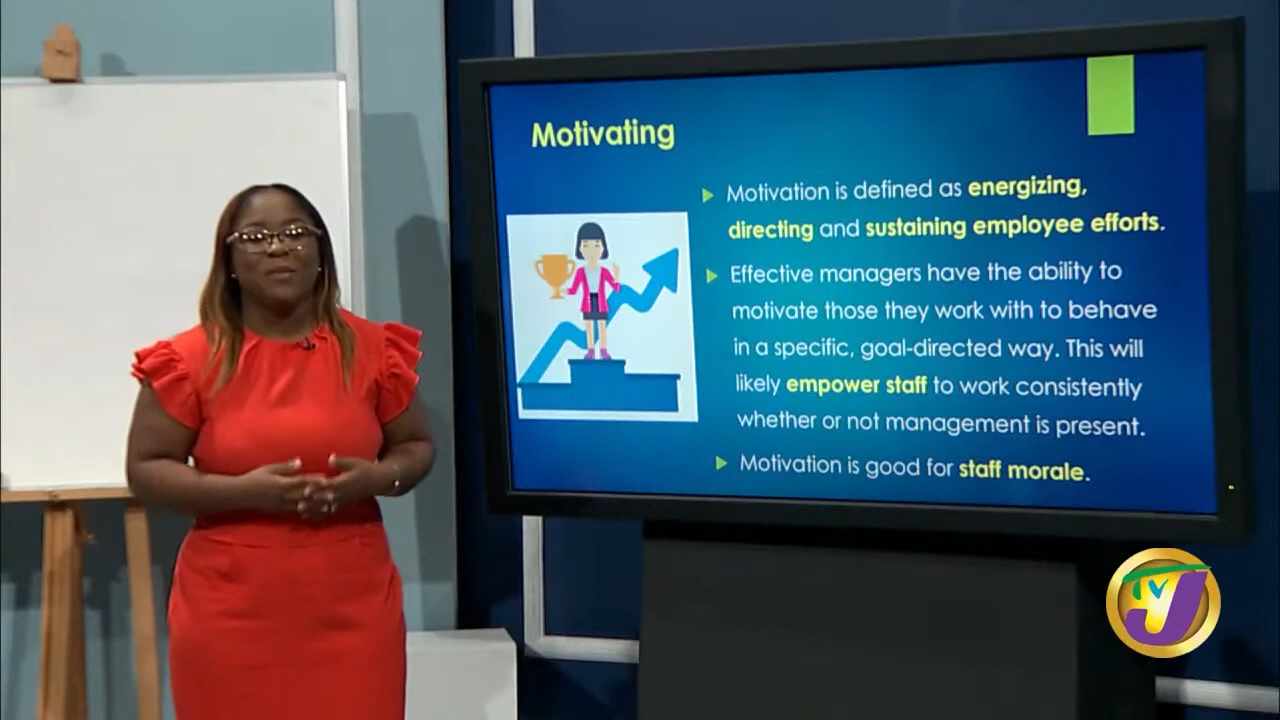 Motivating
Motivation is defined as energizing,
directing and sustaining employee efforts.
Effective managers have the ability to
motivate those they work with to behave
in a specific, goal-directed way. This will
likely empower staff to work consistently
whether or not management is present.
Motivation is good for staff morale.
TVJ